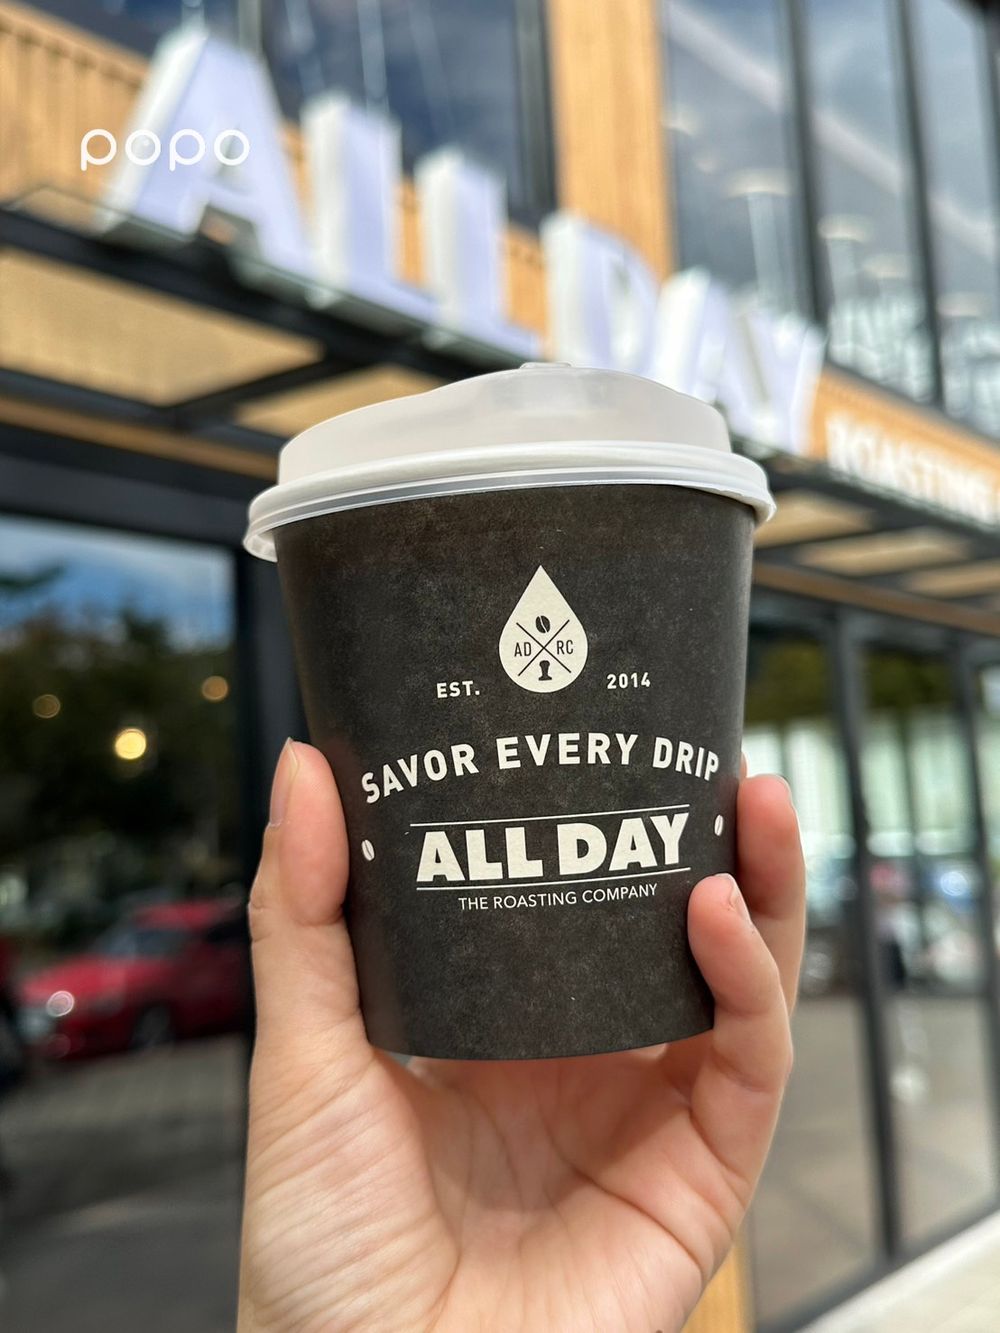 popo
ALL DAY
ROASTING
AD RC
EST. 2014
SAVOR EVERY DRIP
ALL DAY
THE ROASTING COMPANY